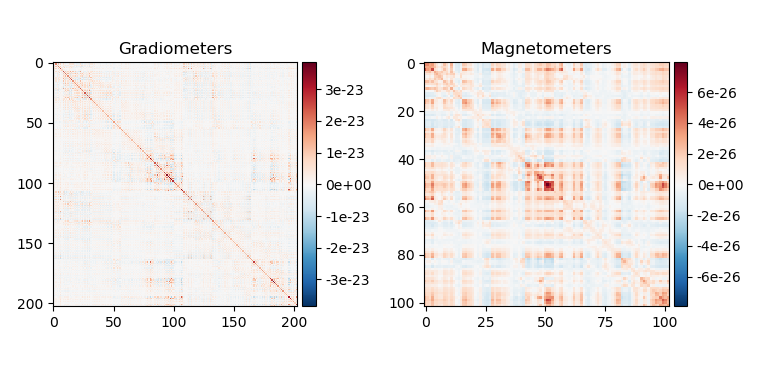 Gradiometers
0
50
100
150
200
0
50
100
150
200
3e-23
2e-23
1e-23
0e+00
-1e-23
-2e-23
-3e-23
Magnetometers
0
20
40
60
80
100
0
25
50
75
100
6e-26
4e-26
2e-26
0e+00
-2e-26
-4e-26
-6e-26